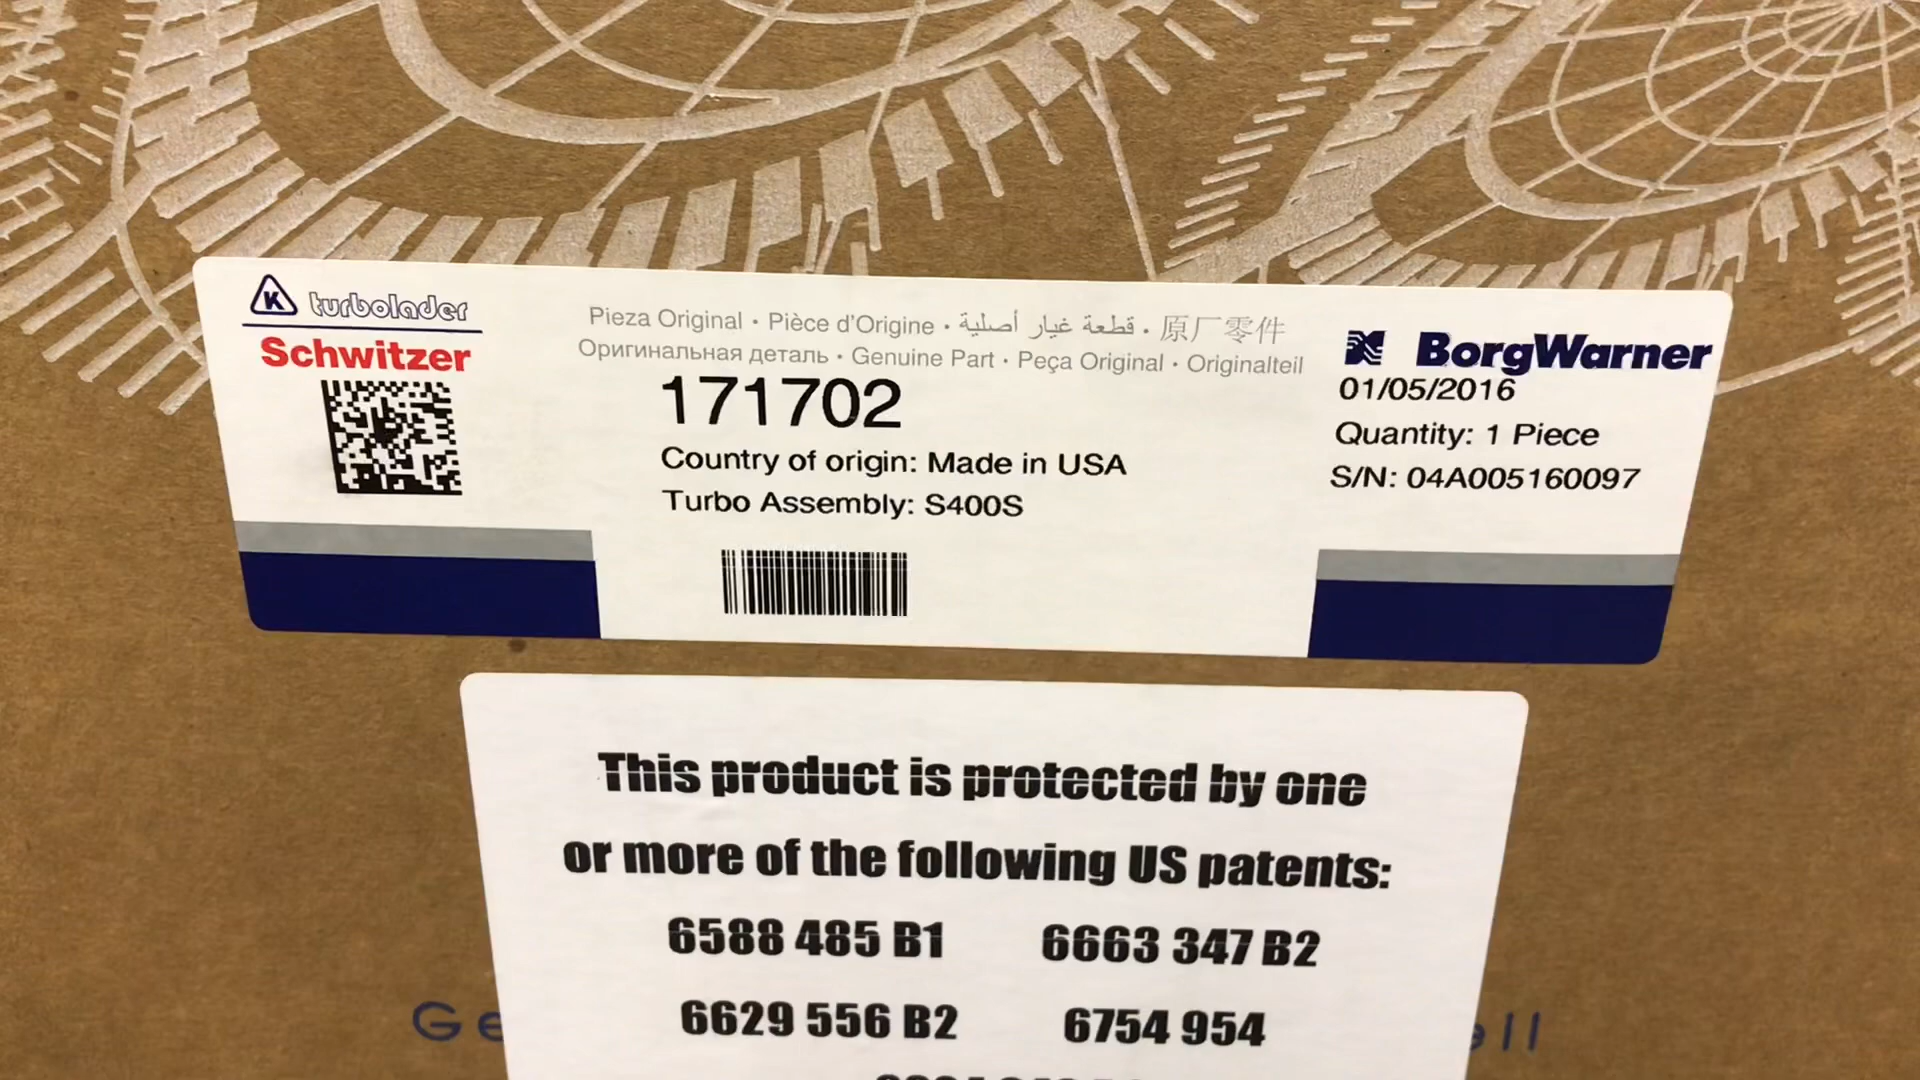 K turbolader
Schwitzer
Pieza Original · Pièce d'Origine · قطعة غيار أصلية · 原厂零件
Оригинальная деталь · Genuine Part · Peça Original · Originalteil
171702
Country of origin: Made in USA
Turbo Assembly: S400S
BorgWarner
01/05/2016
Quantity: 1 Piece
S/N: 04A005160097
This product is protected by one
or more of the following US patents:
6588 485 B1 6663 347 B2
6629 556 B2 6754 954